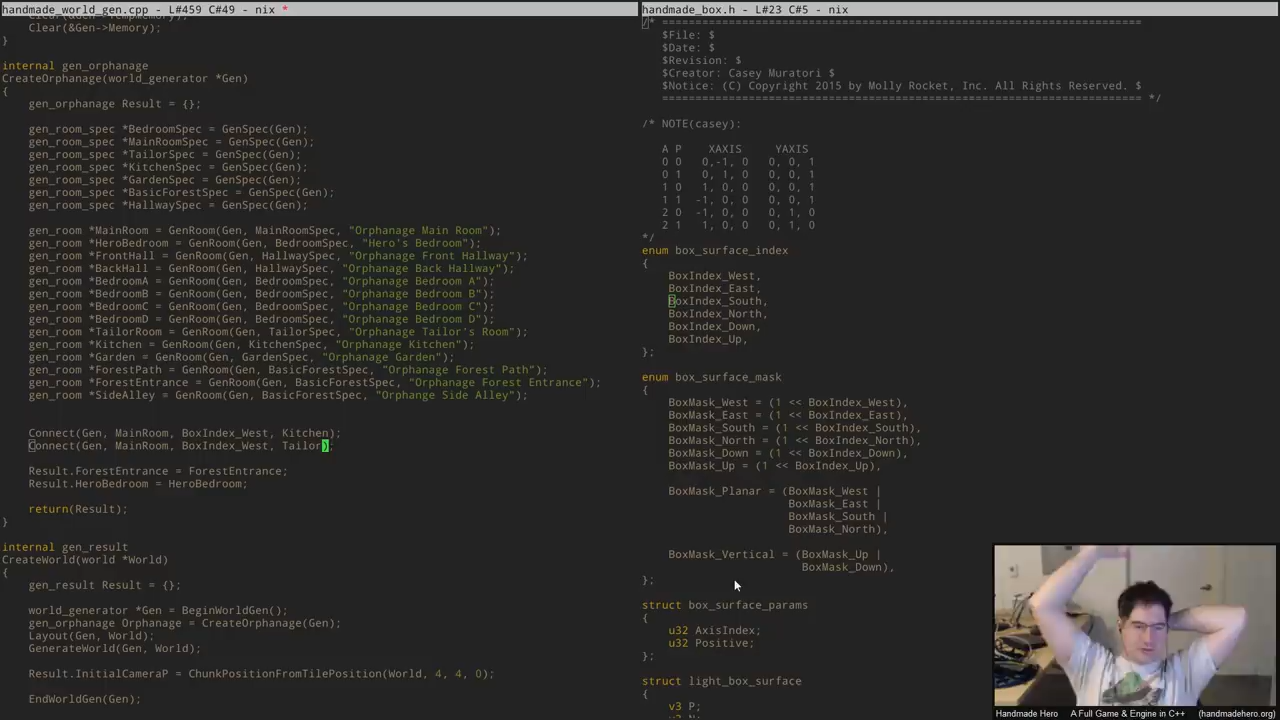 handmade_world_gen.cpp - L#459 C#49 - nix *
Clear(&Gen->Memory);
}
internal gen_orphanage
CreateOrphanage(world_generator *Gen)
{
gen_orphanage Result = {};
gen_room_spec *BedroomSpec = GenSpec(Gen);
gen_room_spec *MainRoomSpec = GenSpec(Gen);
gen_room_spec *TailorSpec = GenSpec(Gen);
gen_room_spec *KitchenSpec = GenSpec(Gen);
gen_room_spec *GardenSpec = GenSpec(Gen);
gen_room_spec *BasicForestSpec = GenSpec(Gen);
gen_room_spec *HallwaySpec = GenSpec(Gen);
gen_room *MainRoom = GenRoom(Gen, MainRoomSpec, "Orphanage Main Room");
gen_room *HeroBedroom = GenRoom(Gen, BedroomSpec, "Hero's Bedroom");
gen_room *FrontHall = GenRoom(Gen, HallwaySpec, "Orphanage Front Hallway");
gen_room *BackHall = GenRoom(Gen, HallwaySpec, "Orphanage Back Hallway");
gen_room *BedroomA = GenRoom(Gen, BedroomSpec, "Orphanage Bedroom A");
gen_room *BedroomB = GenRoom(Gen, BedroomSpec, "Orphanage Bedroom B");
gen_room *BedroomC = GenRoom(Gen, BedroomSpec, "Orphanage Bedroom C");
gen_room *BedroomD = GenRoom(Gen, BedroomSpec, "Orphanage Bedroom D");
gen_room *TailorRoom = GenRoom(Gen, TailorSpec, "Orphanage Tailor's Room");
gen_room *Kitchen = GenRoom(Gen, KitchenSpec, "Orphanage Kitchen");
gen_room *Garden = GenRoom(Gen, GardenSpec, "Orphanage Garden");
gen_room *ForestPath = GenRoom(Gen, BasicForestSpec, "Orphanage Forest Path");
gen_room *ForestEntrance = GenRoom(Gen, BasicForestSpec, "Orphanage Forest Entrance");
gen_room *SideAlley = GenRoom(Gen, BasicForestSpec, "Orphange Side Alley");
Connect(Gen, MainRoom, BoxIndex_West, Kitchen);
Connect(Gen, MainRoom, BoxIndex_West, Tailor);
Result.ForestEntrance = ForestEntrance;
Result.HeroBedroom = HeroBedroom;
return(Result);
}
internal gen_result
CreateWorld(world *World)
{
gen_result Result = {};
world_generator *Gen = BeginWorldGen();
gen_orphanage Orphanage = CreateOrphanage(Gen);
Layout(Gen, World);
GenerateWorld(Gen, World);
Result.InitialCameraP = ChunkPositionFromTilePosition(World, 4, 4, 0);
EndWorldGen(Gen);
handmade_box.h - L#23 C#5 - nix
/* ========================================================================
$File: $
$Date: $
$Revision: $
$Creator: Casey Muratori $
$Notice: (C) Copyright 2015 by Molly Rocket, Inc. All Rights Reserved. $
======================================================================== */
/* NOTE(casey):
A P XAXIS YAXIS
0 0 0,-1, 0 0, 0, 1
0 1 0, 1, 0 0, 0, 1
1 0 1, 0, 0 0, 0, 1
1 1 -1, 0, 0 0, 0, 1
2 0 -1, 0, 0 0, 1, 0
2 1 1, 0, 0 0, 1, 0
*/
enum box_surface_index
{
BoxIndex_West,
BoxIndex_East,
BoxIndex_South,
BoxIndex_North,
BoxIndex_Down,
BoxIndex_Up,
};
enum box_surface_mask
{
BoxMask_West = (1 << BoxIndex_West),
BoxMask_East = (1 << BoxIndex_East),
BoxMask_South = (1 << BoxIndex_South),
BoxMask_North = (1 << BoxIndex_North),
BoxMask_Down = (1 << BoxIndex_Down),
BoxMask_Up = (1 << BoxIndex_Up),
BoxMask_Planar = (BoxMask_West |
BoxMask_East |
BoxMask_South |
BoxMask_North),
BoxMask_Vertical = (BoxMask_Up |
BoxMask_Down),
};
struct box_surface_params
{
u32 AxisIndex;
u32 Positive;
};
struct light_box_surface
{
v3 P;
Handmade Hero A Full Game & Engine in C++ (handmadehero.org)